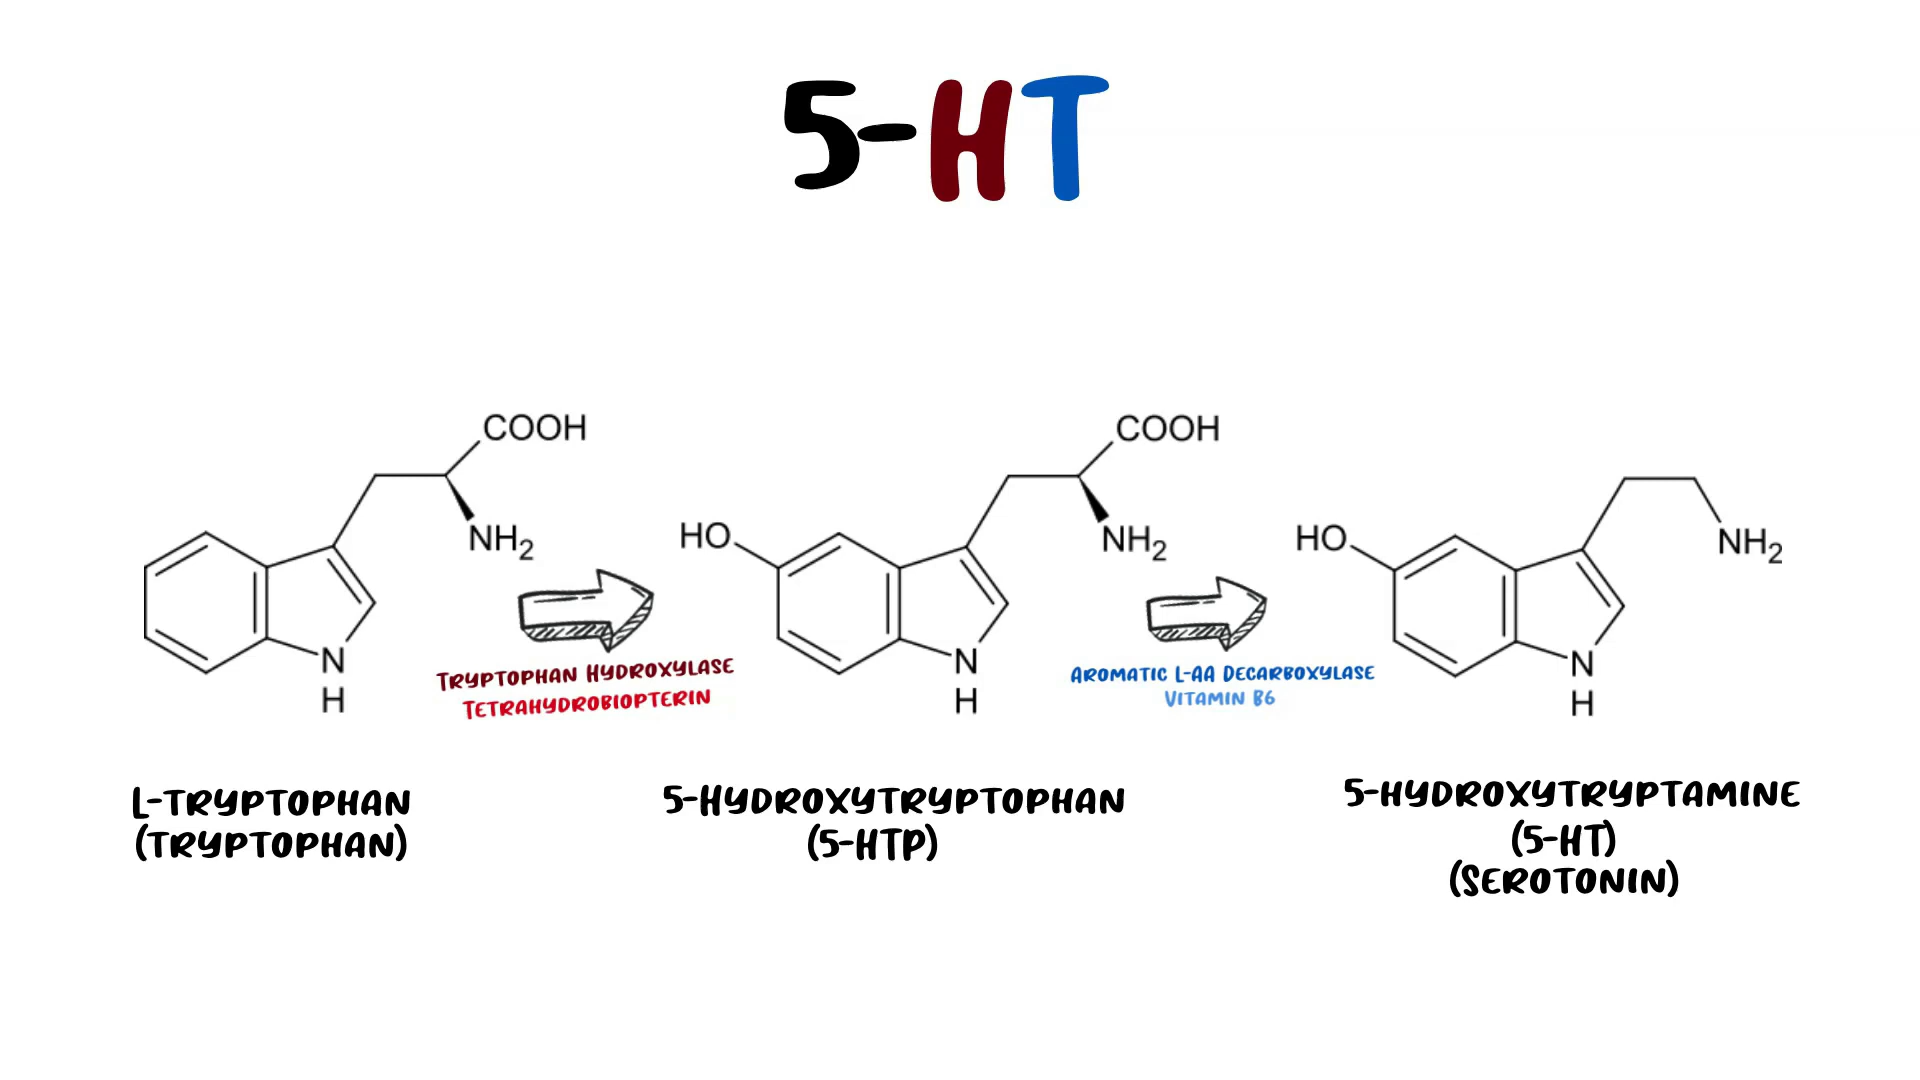 5-HT
COOH
NH2
N
H
TRYPTOPHAN HYDROXYLASE
TETRAHYDROBIOPTERIN
HO
COOH
NH2
N
H
AROMATIC L-AA DECARBOXYLASE
VITAMIN B6
HO
NH2
N
H
L-TRYPTOPHAN
(TRYPTOPHAN)
5-HYDROXYTRYPTOPHAN
(5-HTP)
5-HYDROXYTRYPTAMINE
(5-HT)
(SEROTONIN)